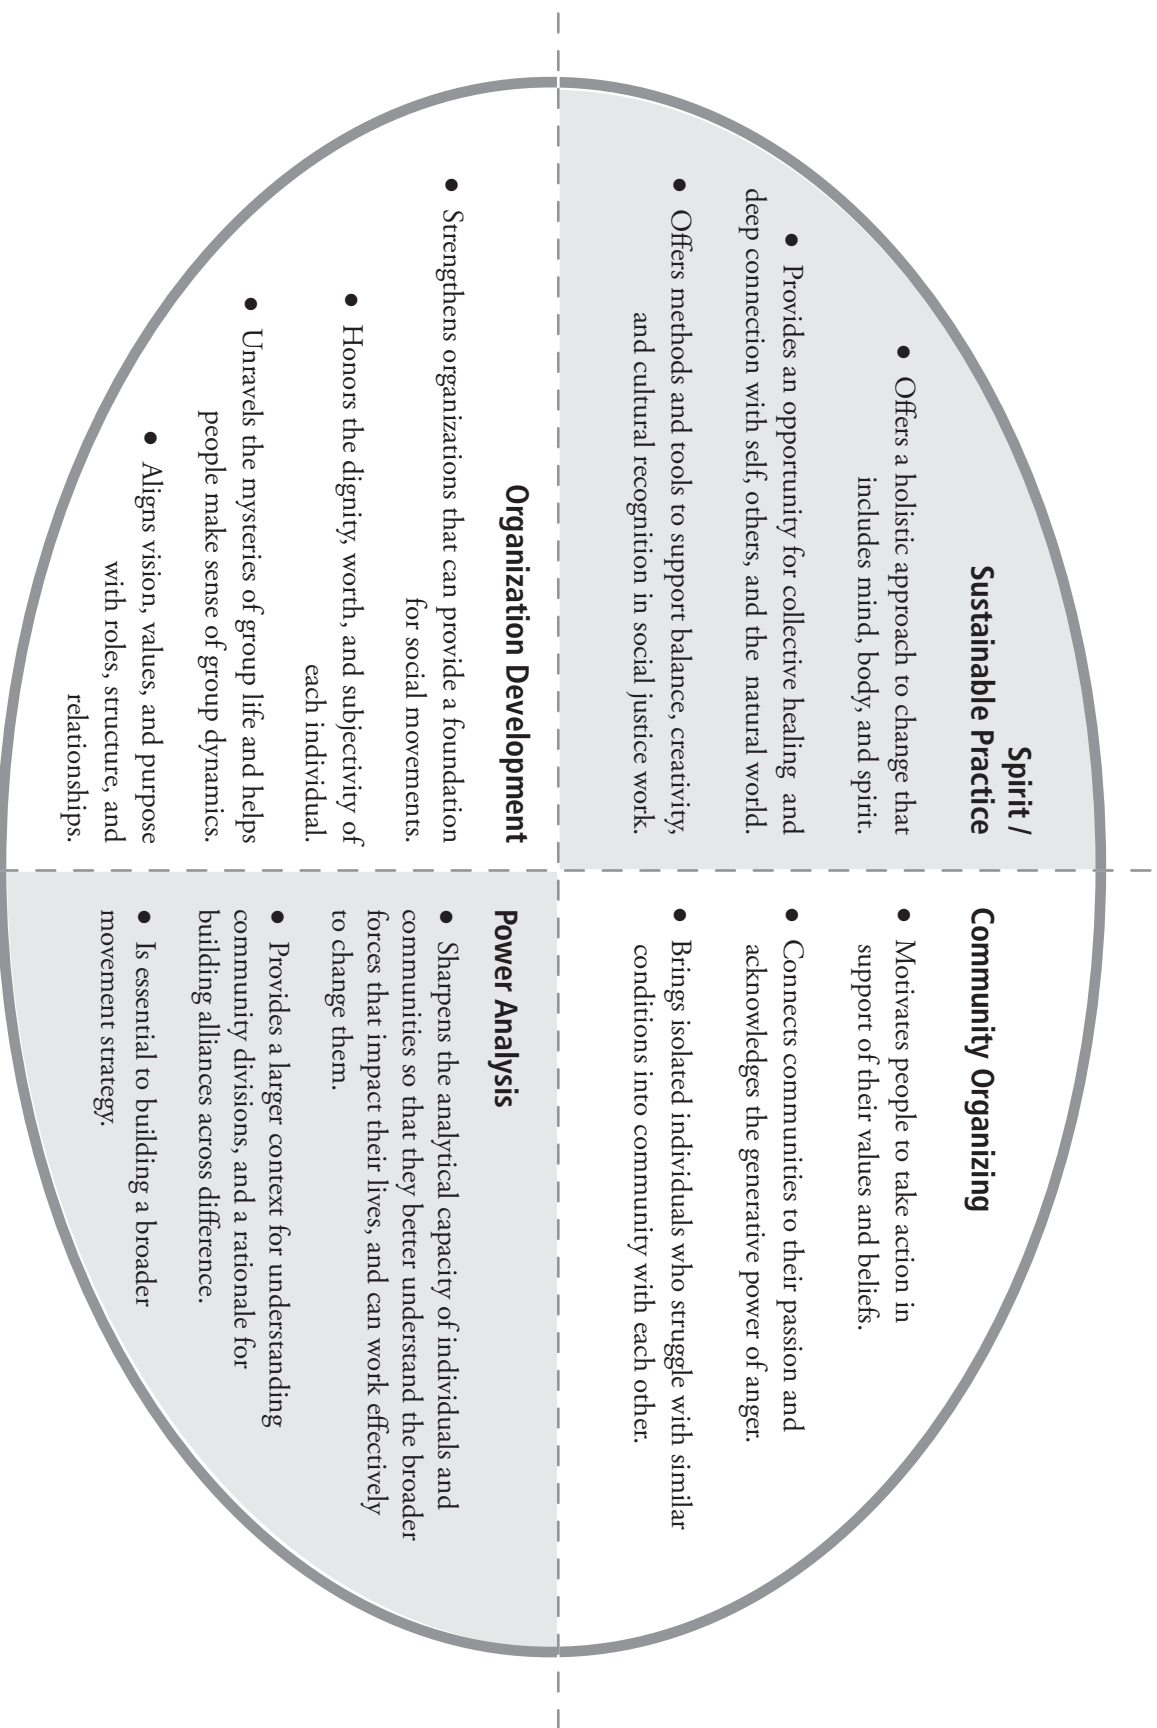 Spirit /
Sustainable Practice
• Offers a holistic approach to change that
includes mind, body, and spirit.
• Provides an opportunity for collective healing and
deep connection with self, others, and the natural world.
• Offers methods and tools to support balance, creativity,
and cultural recognition in social justice work.
Community Organizing
• Motivates people to take action in
support of their values and beliefs.
• Connects communities to their passion and
acknowledges the generative power of anger.
• Brings isolated individuals who struggle with similar
conditions into community with each other.
Organization Development
• Strengthens organizations that can provide a foundation
for social movements.
• Honors the dignity, worth, and subjectivity of
each individual.
• Unravels the mysteries of group life and helps
people make sense of group dynamics.
• Aligns vision, values, and purpose
with roles, structure, and
relationships.
Power Analysis
• Sharpens the analytical capacity of individuals and
communities so that they better understand the broader
forces that impact their lives, and can work effectively
to change them.
• Provides a larger context for understanding
community divisions, and a rationale for
building alliances across difference.
• Is essential to building a broader
movement strategy.